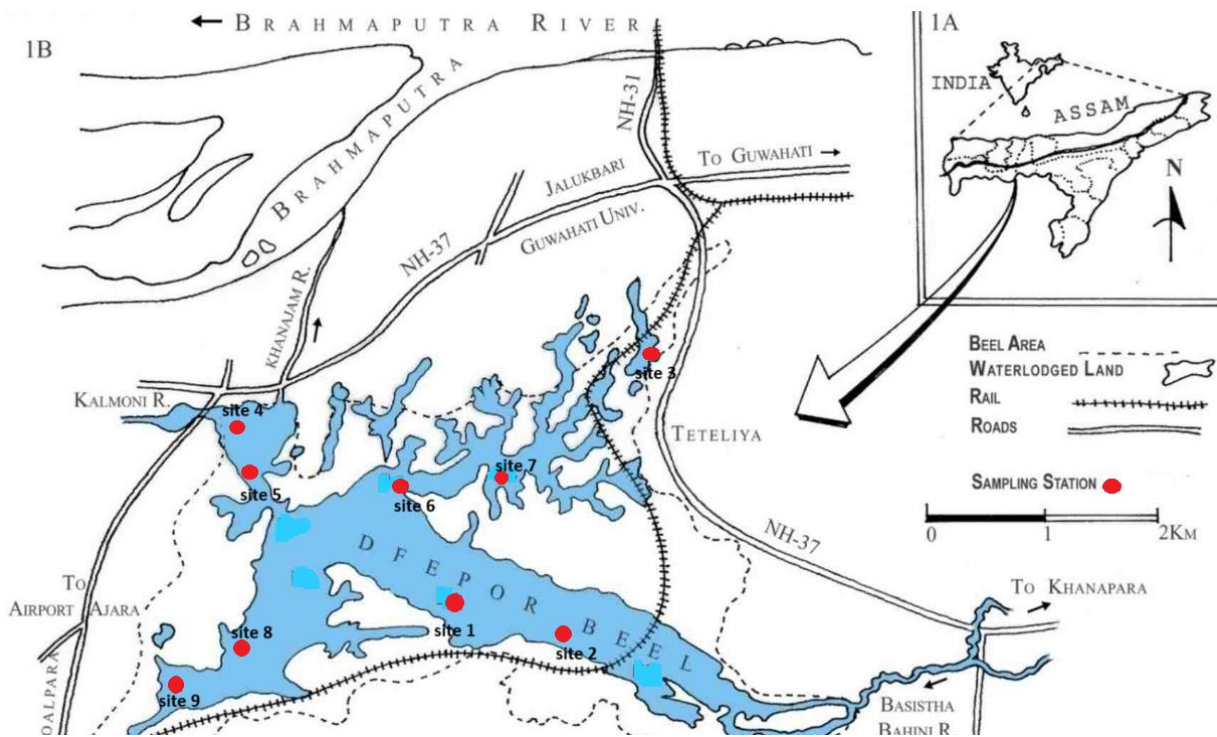 1B
BRAHMAPUTRA RIVER
BRAHMAPUTRA
NH-31
TO GUWAHATI
JALUKBARI
GUWAHATI UNIV.
NH-37
KHANAJAM R.
KALMONI R.
site 4
site 5
site 3
site 7
site 6
TETELIYA
NH-37
DFEPOR BEEL
site 1
site 2
site 8
site 9
TO
AIRPORT AJARA
OALPARA
TO KHANAPARA
BASISTHA
BAHINI R.
1A
INDIA
ASSAM
N
BEEL AREA
WATERLODGED LAND
RAIL
ROADS
SAMPLING STATION
0 1 2KM